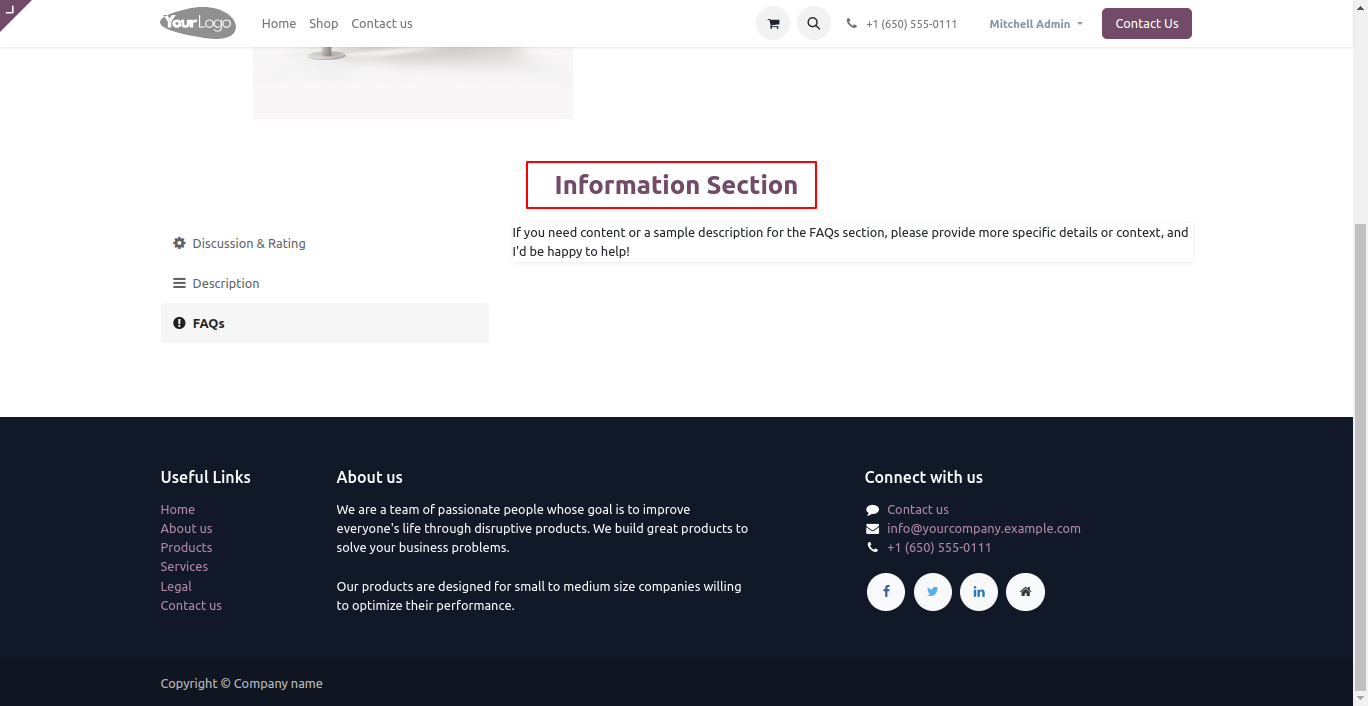 YourLogo
Home Shop Contact us
+1 (650) 555-0111
Mitchell Admin
Contact Us
Information Section
Discussion & Rating
Description
FAQs
If you need content or a sample description for the FAQs section, please provide more specific details or context, and
I'd be happy to help!
Useful Links
Home
About us
Products
Services
Legal
Contact us
About us
We are a team of passionate people whose goal is to improve
everyone's life through disruptive products. We build great products to
solve your business problems.
Our products are designed for small to medium size companies willing
to optimize their performance.
Connect with us
Contact us
info@yourcompany.example.com
+1 (650) 555-0111
Copyright © Company name